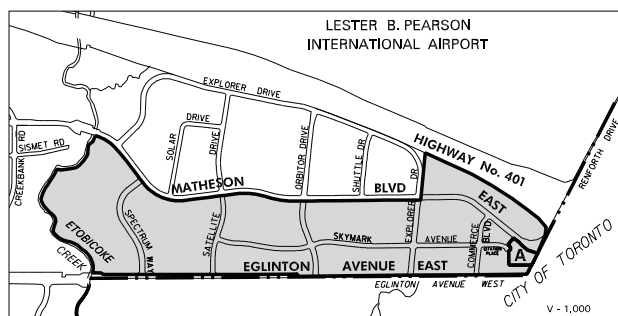 LESTER B. PEARSON
INTERNATIONAL AIRPORT
EXPLORER DRIVE
HIGHWAY No. 401
RENFORTH DRIVE
CREEKBANK RD
SISMET RD
SOLAR DRIVE
DRIVE
ORBITOR DRIVE
SHUTTLE DR
DR
MATHESON BLVD
EAST
ETOBICOKE
CREEK
SPECTRUM WAY
SATELLITE
SKYMARK AVENUE
EXPLORER
COMMERCE BLVD
CITATION
PLACE
A
EGLINTON AVENUE EAST
EGLINTON AVENUE WEST
CITY OF TORONTO
V - 1,000